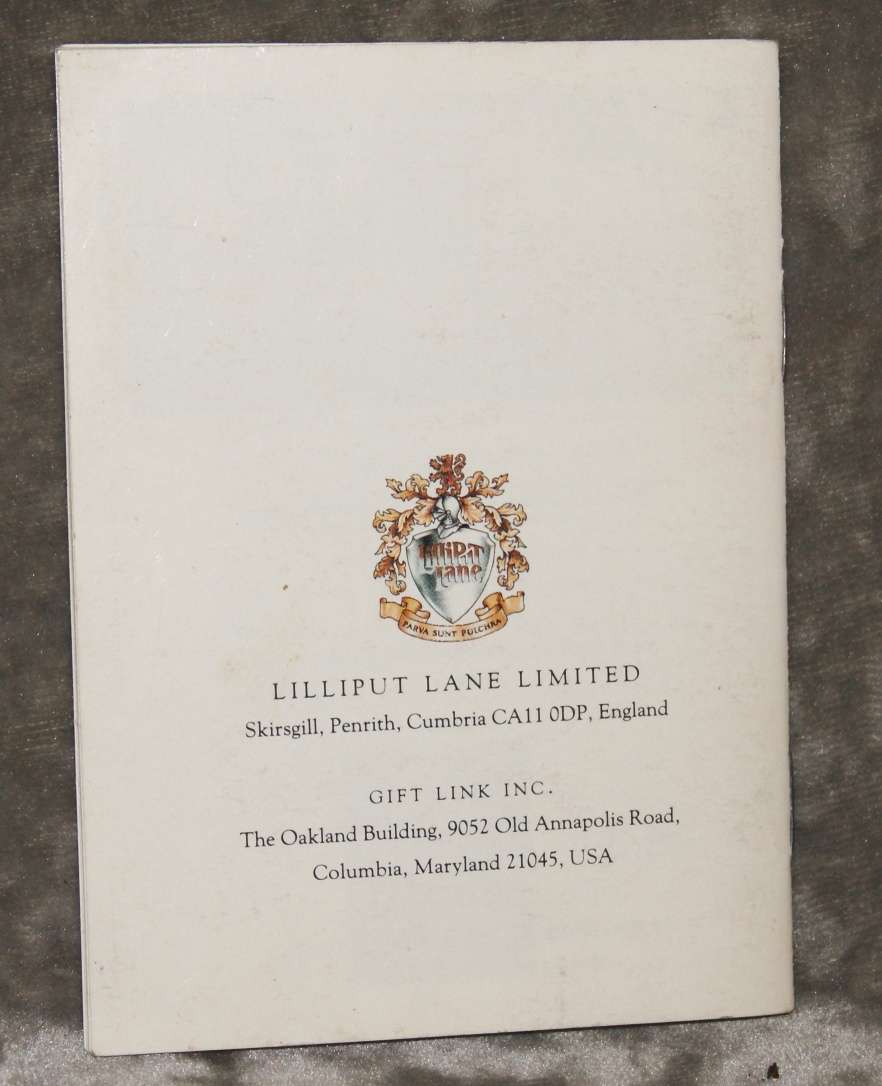 Lilliput
Lane
PARVA SUNT PULCHRA
LILLIPUT LANE LIMITED
Skirsgill, Penrith, Cumbria CA11 0DP, England
GIFT LINK INC.
The Oakland Building, 9052 Old Annapolis Road,
Columbia, Maryland 21045, USA